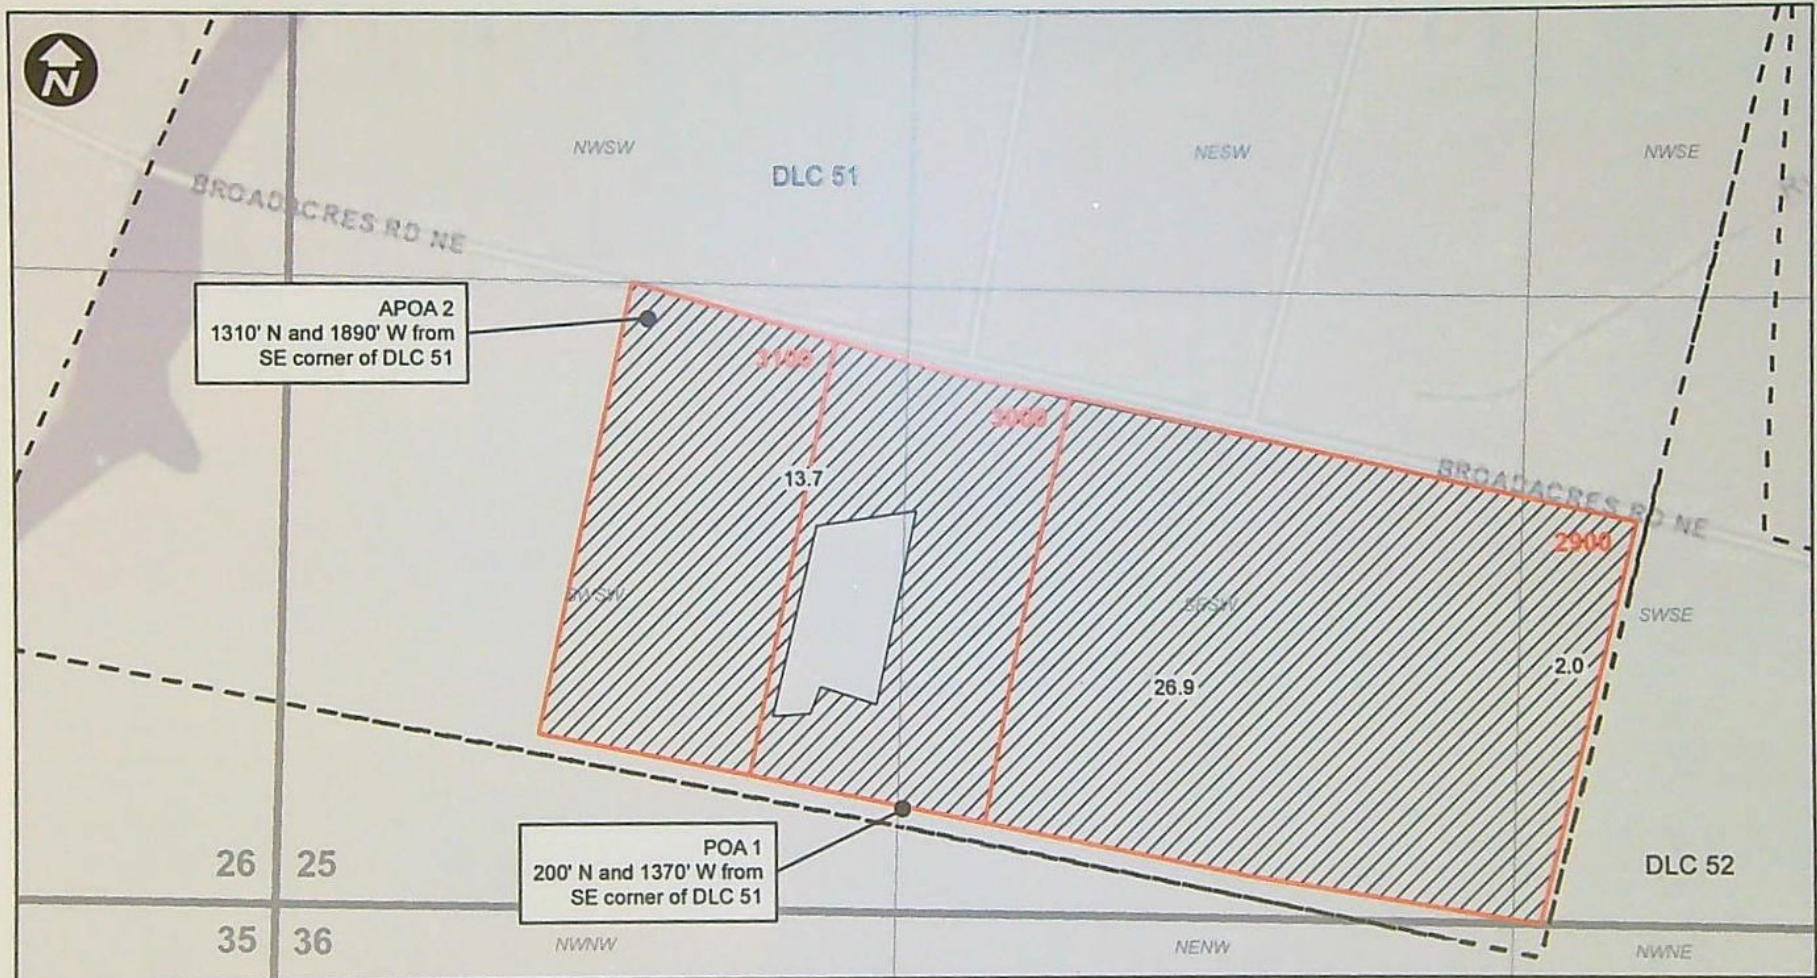 N
NWSW
NESW
NWSE
DLC 51
BROADACRES RD NE
APOA 2
1310' N and 1890' W from
SE corner of DLC 51
3100
3000
13.7
BROADACRES RD NE
2900
SWSW
SESW
SWSE
26.9
2.0
POA 1
200' N and 1370' W from
SE corner of DLC 51
26
25
DLC 52
35
36
NWNW
NENW
NWNE